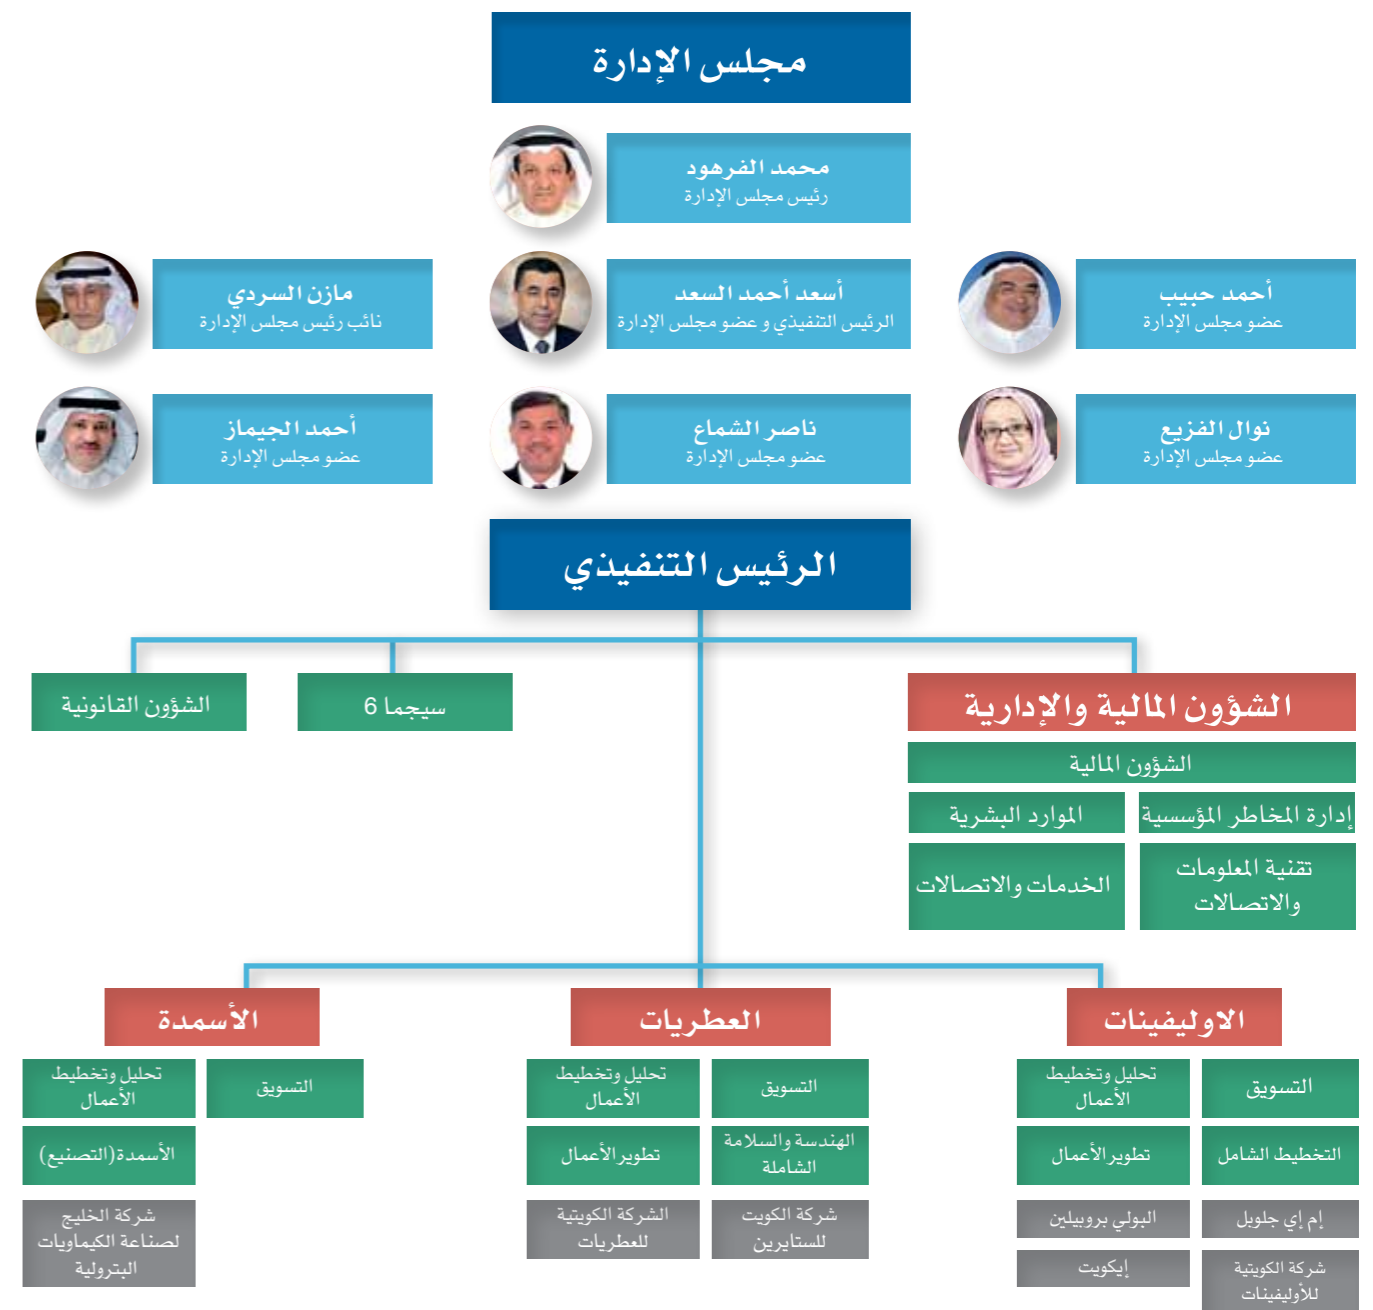 مجلس الإدارة
محمد الفرهود
رئيس مجلس الإدارة
أحمد حبيب
عضو مجلس الإدارة
أسعد أحمد السعد
الرئيس التنفيذي و عضو مجلس الإدارة
مازن السردي
نائب رئيس مجلس الإدارة
نوال الفزيع
عضو مجلس الإدارة
ناصر الشماع
عضو مجلس الإدارة
أحمد الجيماز
عضو مجلس الإدارة
الرئيس التنفيذي
الشؤون المالية والإدارية
سيجما 6
الشؤون القانونية
الشؤون المالية
إدارة المخاطر المؤسسية
الموارد البشرية
تقنية المعلومات
والاتصالات
الخدمات والاتصالات
الاوليفينات
التسويق
تحليل وتخطيط
الأعمال
التخطيط الشامل
تطوير الأعمال
إم إي جلوبل
البولي بروبيلين
شركة الكويتية
للأوليفينات
إيكويت
العطريات
التسويق
تحليل وتخطيط
الأعمال
الهندسة والسلامة
الشاملة
تطوير الأعمال
شركة الكويت
للستايرين
الشركة الكويتية
للعطريات
الأسمدة
التسويق
تحليل وتخطيط
الأعمال
الأسمدة (التصنيع)
شركة الخليج
لصناعة الكيماويات
البترولية